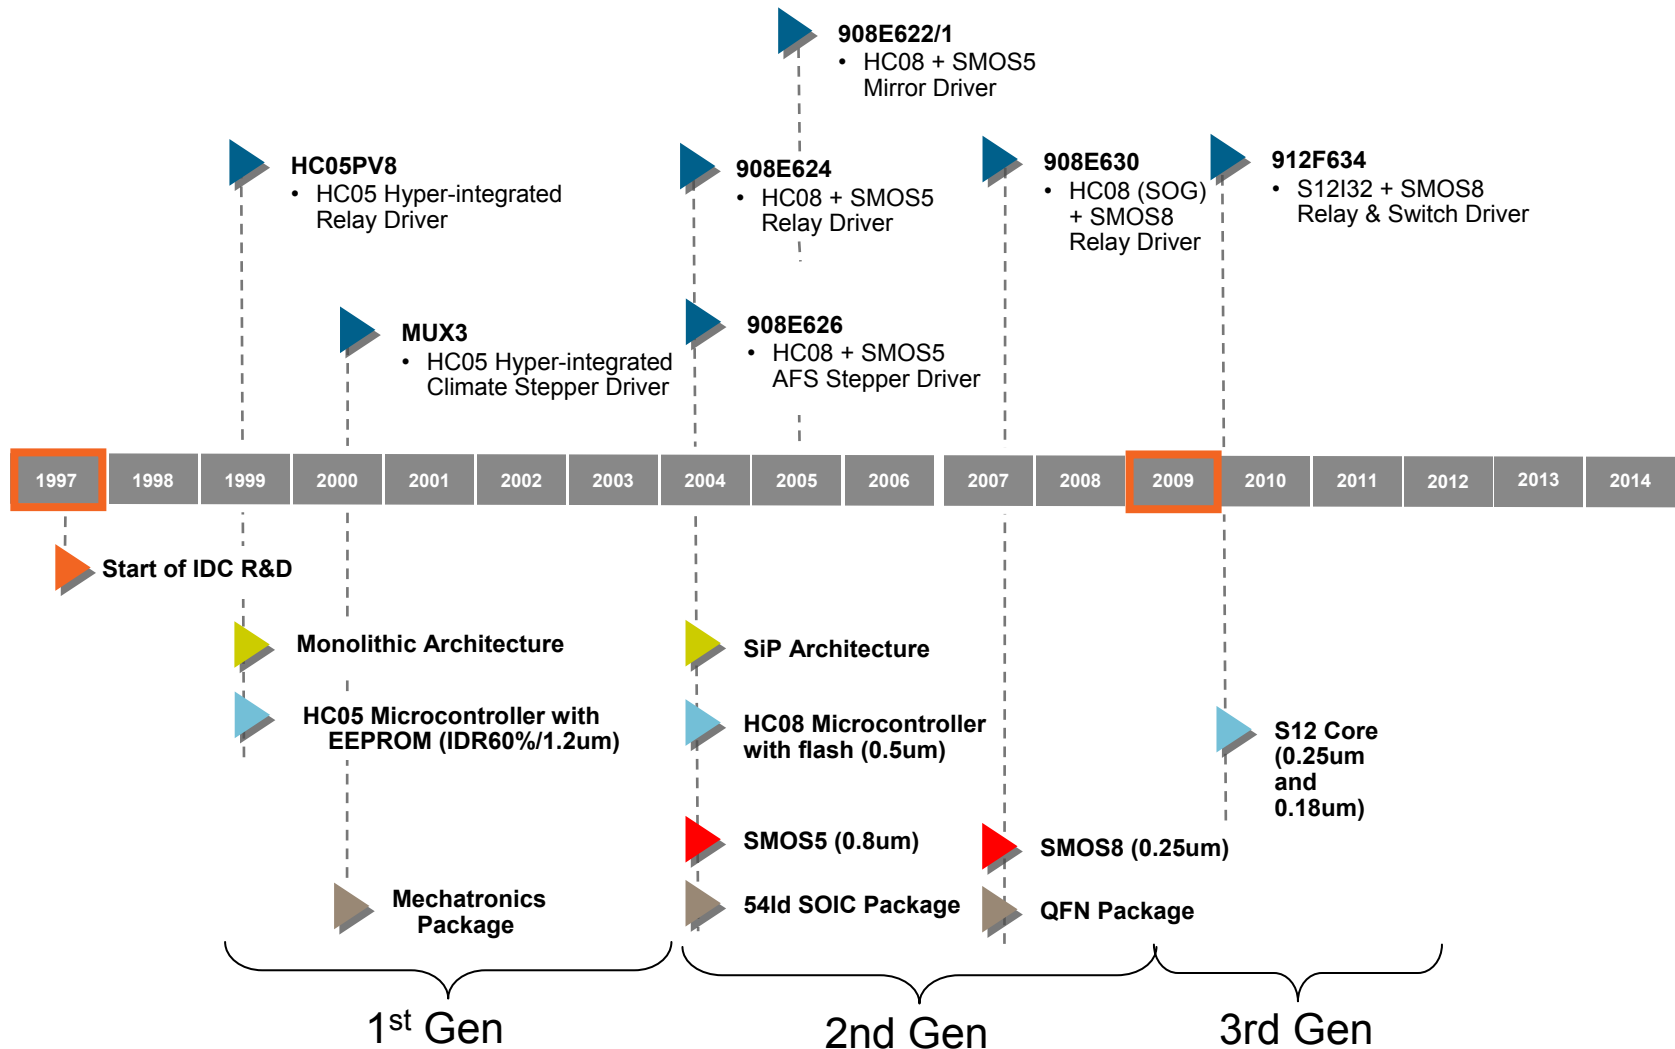 908E622/1
• HC08 + SMOS5
Mirror Driver
HC05PV8
• HC05 Hyper-integrated
Relay Driver
908E624
• HC08 + SMOS5
Relay Driver
908E630
• HC08 (SOG)
+ SMOS8
Relay Driver
912F634
• S12I32 + SMOS8
Relay & Switch Driver
MUX3
• HC05 Hyper-integrated
Climate Stepper Driver
908E626
• HC08 + SMOS5
AFS Stepper Driver
1997 1998 1999 2000 2001 2002 2003 2004 2005 2006 2007 2008 2009 2010 2011 2012 2013 2014
Start of IDC R&D
Monolithic Architecture
SiP Architecture
HC05 Microcontroller with
EEPROM (IDR60%/1.2um)
HC08 Microcontroller
with flash (0.5um)
S12 Core
(0.25um
and
0.18um)
SMOS5 (0.8um)
SMOS8 (0.25um)
Mechatronics
Package
54ld SOIC Package
QFN Package
1st Gen
2nd Gen
3rd Gen